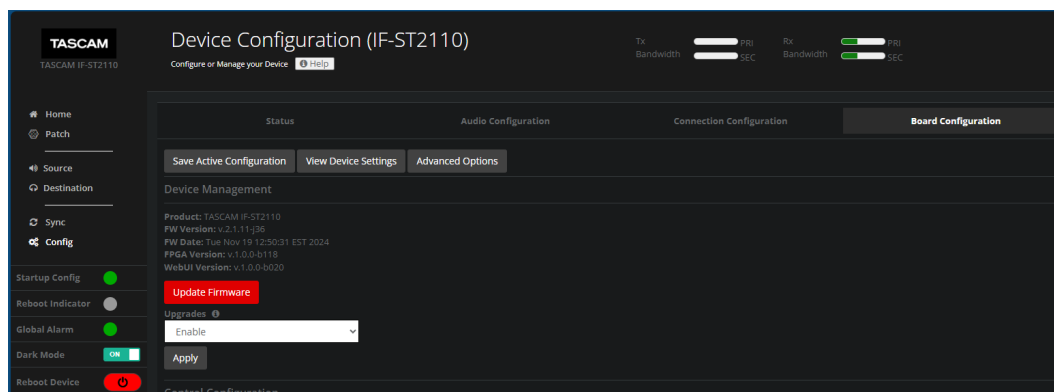 TASCAM
TASCAM IF-ST2110
Device Configuration (IF-ST2110)
Configure or Manage your Device Help
Tx Bandwidth PRI SEC
Rx Bandwidth PRI SEC
Home
Patch
Source
Destination
Sync
Config
Startup Config
Reboot Indicator
Global Alarm
Dark Mode ON
Reboot Device
Status Audio Configuration Connection Configuration Board Configuration
Save Active Configuration View Device Settings Advanced Options
Device Management
Product: TASCAM IF-ST2110
FW Version: v.2.1.11-j36
FW Date: Tue Nov 19 12:50:31 EST 2024
FPGA Version: v.1.0.0-b118
WebUI Version: v.1.0.0-b020
Update Firmware
Upgrades
Enable
Apply
Control Configuration